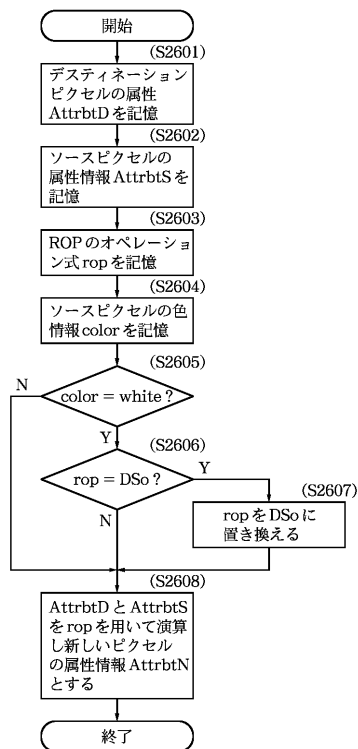 開始
(S2601)
デスティネーション
ピクセルの属性
AttrbtDを記憶
(S2602)
ソースピクセルの
属性情報AttrbtSを
記憶
(S2603)
ROPのオペレーショ
ン式ropを記憶
(S2604)
ソースピクセルの色
情報colorを記憶
(S2605)
N
color = white ?
Y
(S2606)
rop = DSo ?
Y
(S2607)
ropをDSoに
置き換える
N
(S2608)
AttrbtDとAttrbtS
をropを用いて演算
し新しいピクセル
の属性情報AttrbtN
とする
終了